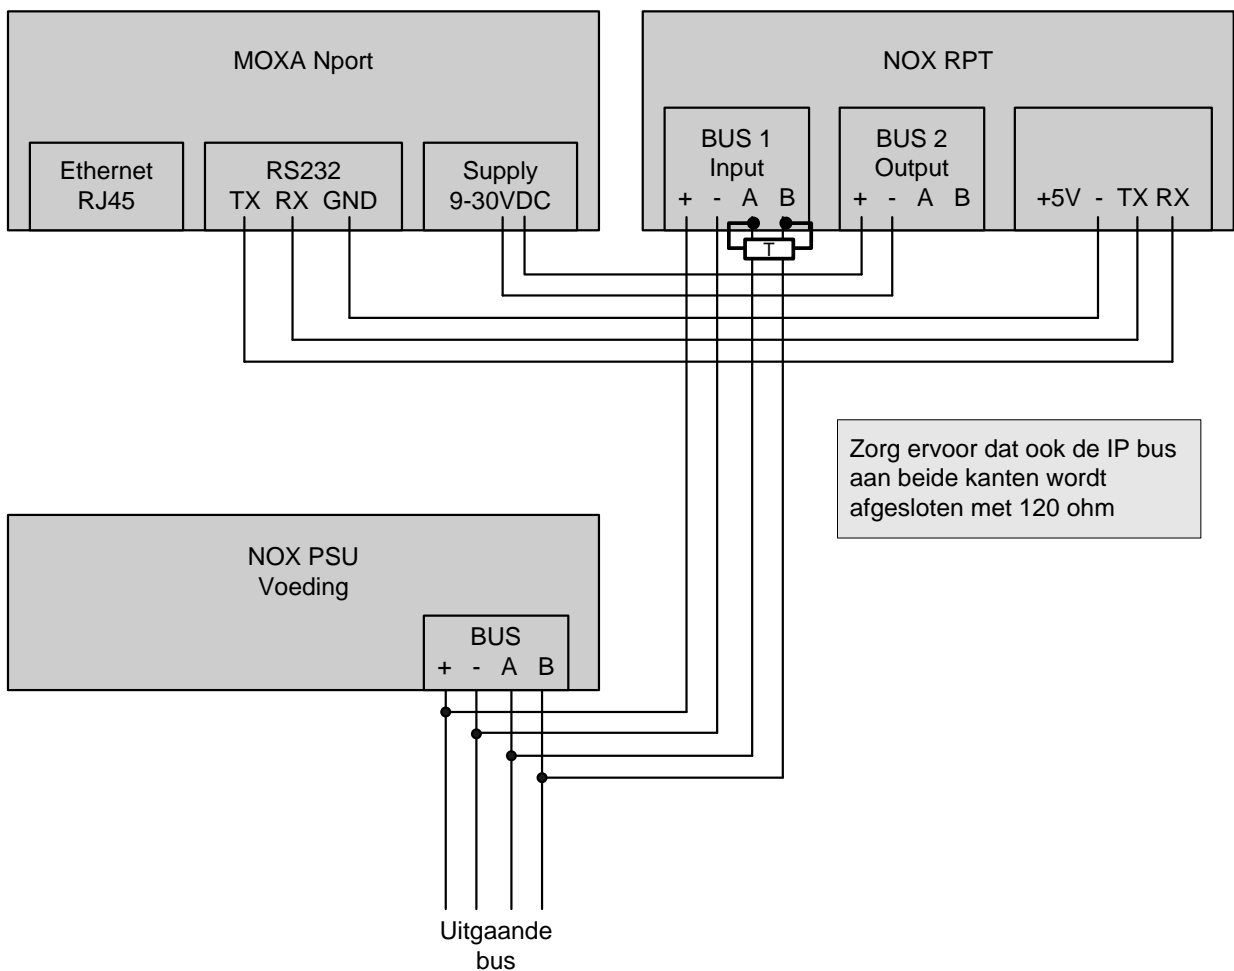 MOXA Nport
Ethernet
RJ45
RS232
TX RX GND
Supply
9-30VDC
NOX RPT
BUS 1
Input
+ - A B
BUS 2
Output
+ - A B
+5V - TX RX
T
Zorg ervoor dat ook de IP bus
aan beide kanten wordt
afgesloten met 120 ohm
NOX PSU
Voeding
BUS
+ - A B
Uitgaande
bus